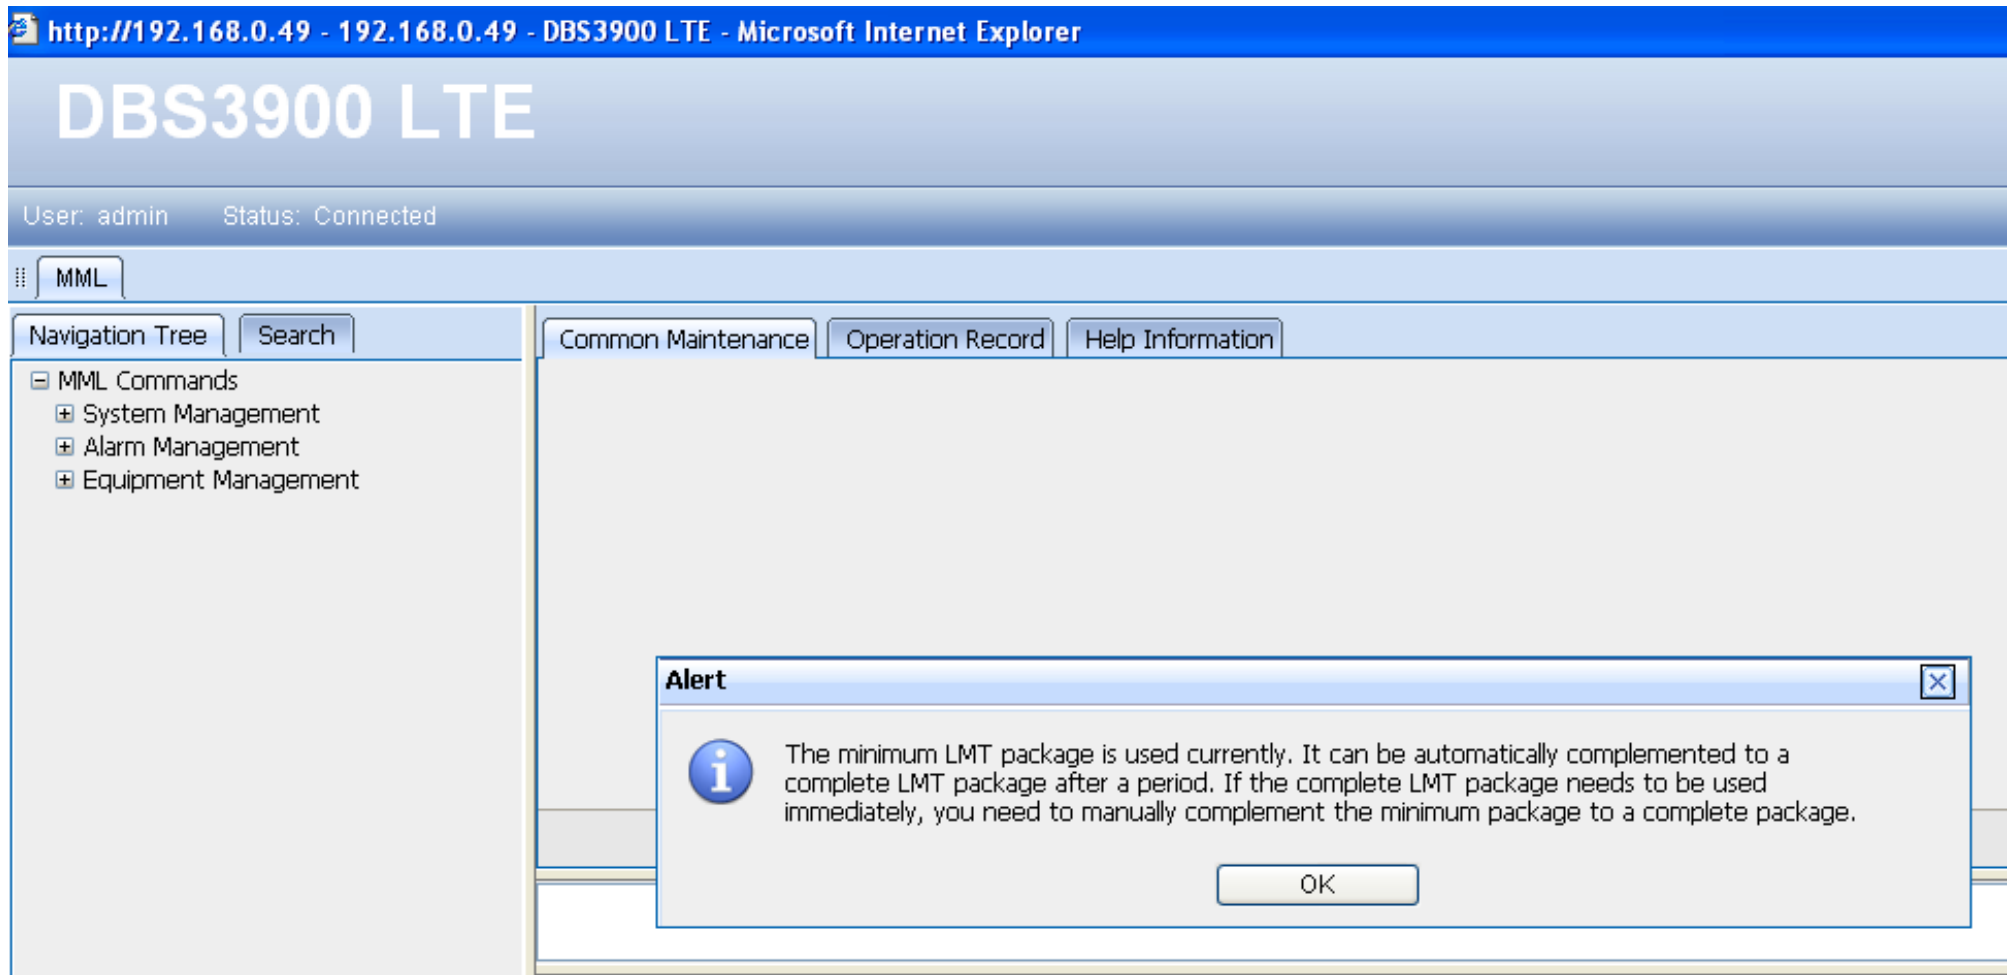 http://192.168.0.49 - 192.168.0.49 - DBS3900 LTE - Microsoft Internet Explorer
DBS3900 LTE
User: admin Status: Connected
MML
Navigation Tree Search
Common Maintenance Operation Record Help Information
MML Commands
System Management
Alarm Management
Equipment Management
Alert
The minimum LMT package is used currently. It can be automatically complemented to a
complete LMT package after a period. If the complete LMT package needs to be used
immediately, you need to manually complement the minimum package to a complete package.
OK